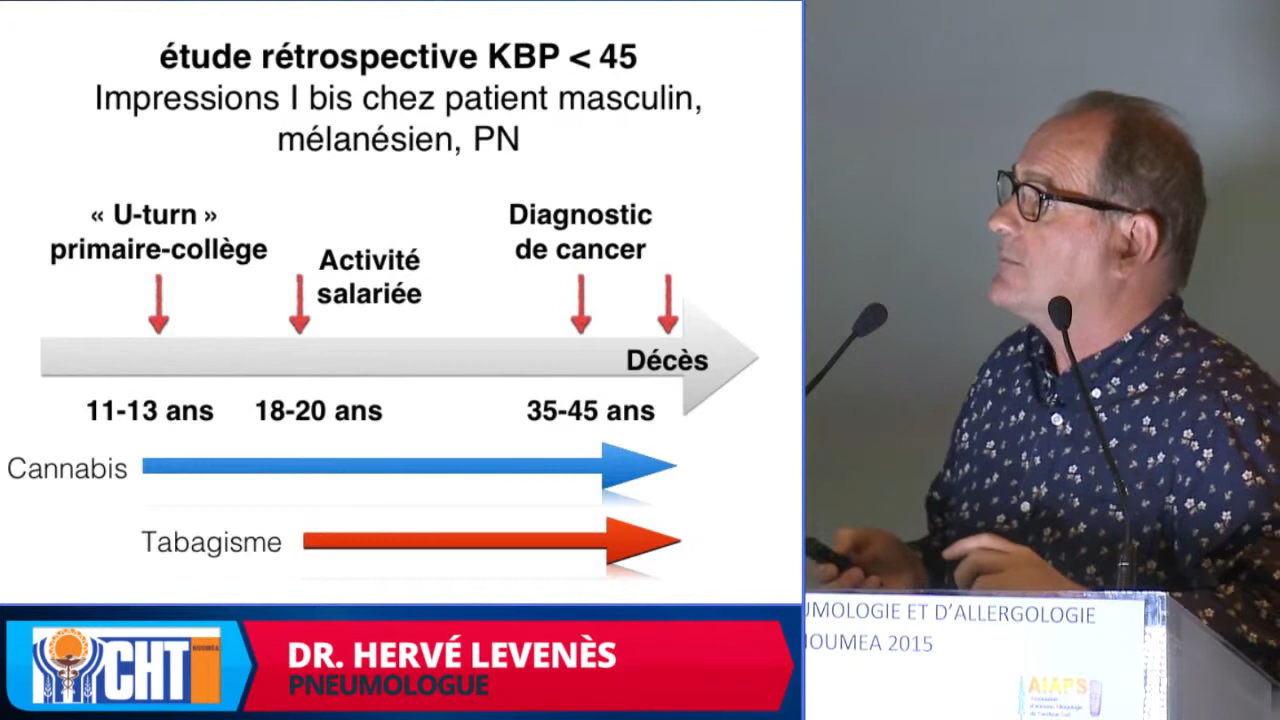 étude rétrospective KBP < 45
Impressions I bis chez patient masculin,
mélanésien, PN
« U-turn »
primaire-collège
Activité
salariée
Diagnostic
de cancer
Décès
11-13 ans
18-20 ans
35-45 ans
Cannabis
Tabagisme
CHT
NOUMÉA
DR. HERVÉ LEVENÈS
PNEUMOLOGUE
UMOLOGIE ET D'ALLERGOLOGIE
NOUMEA 2015
AIAPS